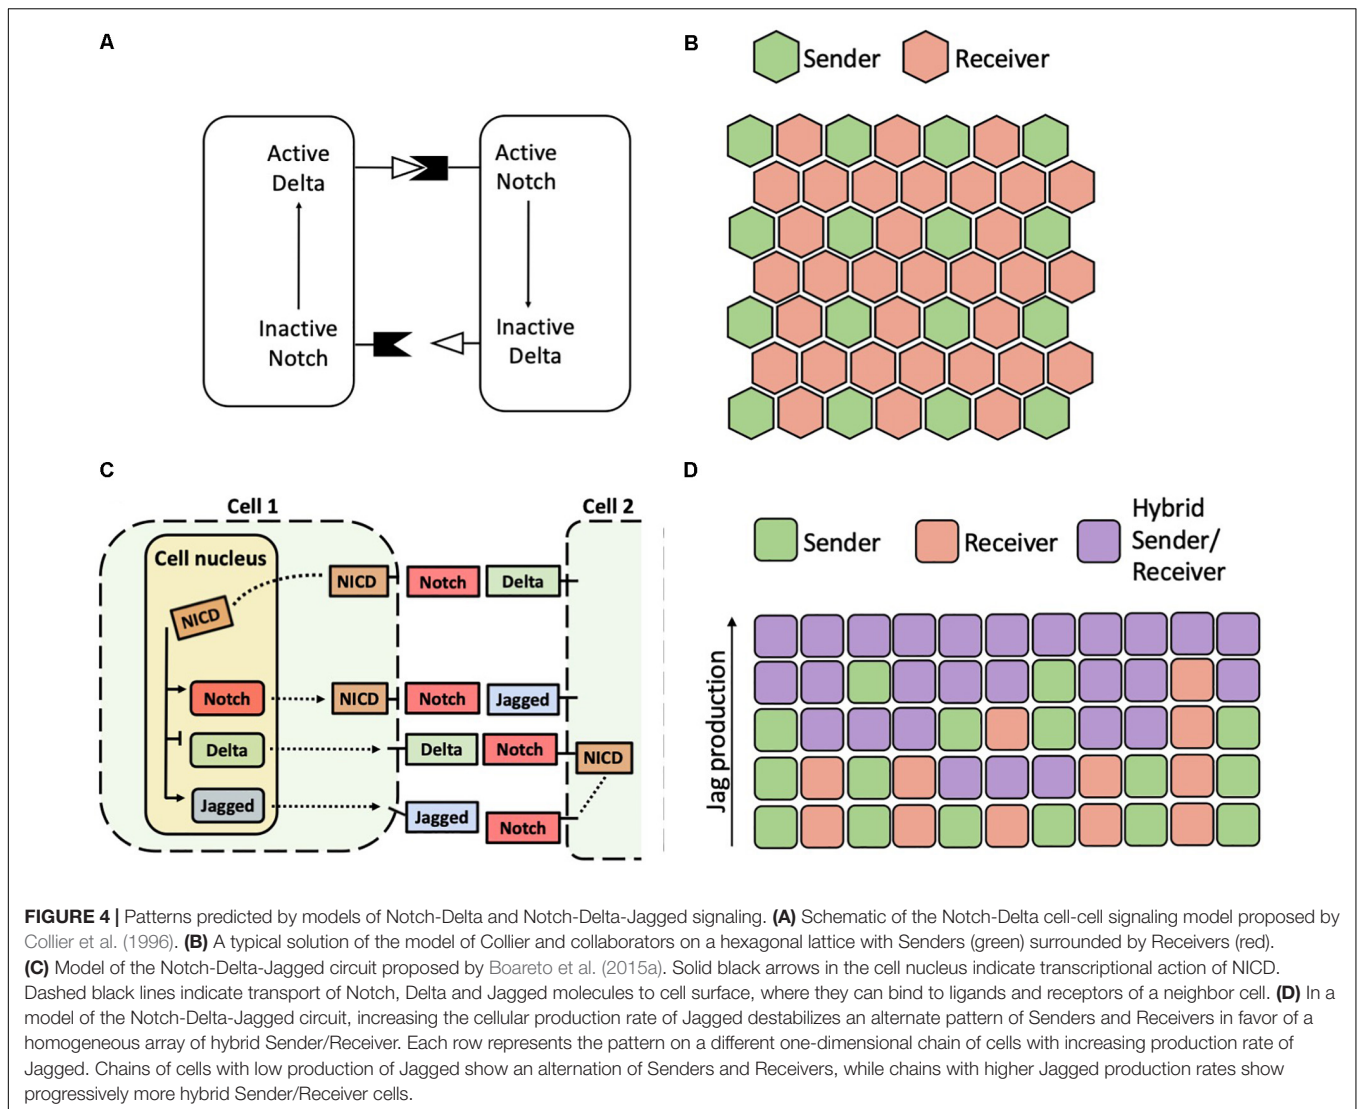 A
Active
Delta
Inactive
Notch
Active
Notch
Inactive
Delta
B
Sender
Receiver
C
Cell 1
Cell 2
Cell nucleus
NICD
NICD
Notch
Delta
Notch
NICD
Notch
Jagged
Delta
Delta
Notch
NICD
Jagged
Jagged
Notch
D
Sender
Receiver
Hybrid
Sender/
Receiver
Jag production
FIGURE 4 | Patterns predicted by models of Notch-Delta and Notch-Delta-Jagged signaling. (A) Schematic of the Notch-Delta cell-cell signaling model proposed by
Collier et al. (1996). (B) A typical solution of the model of Collier and collaborators on a hexagonal lattice with Senders (green) surrounded by Receivers (red).
(C) Model of the Notch-Delta-Jagged circuit proposed by Boareto et al. (2015a). Solid black arrows in the cell nucleus indicate transcriptional action of NICD.
Dashed black lines indicate transport of Notch, Delta and Jagged molecules to cell surface, where they can bind to ligands and receptors of a neighbor cell. (D) In a
model of the Notch-Delta-Jagged circuit, increasing the cellular production rate of Jagged destabilizes an alternate pattern of Senders and Receivers in favor of a
homogeneous array of hybrid Sender/Receiver. Each row represents the pattern on a different one-dimensional chain of cells with increasing production rate of
Jagged. Chains of cells with low production of Jagged show an alternation of Senders and Receivers, while chains with higher Jagged production rates show
progressively more hybrid Sender/Receiver cells.